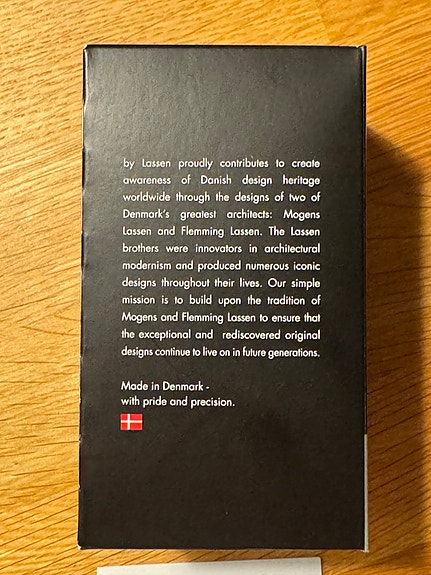 by Lassen proudly contributes to create
awareness of Danish design heritage
worldwide through the designs of two of
Denmark's greatest architects: Mogens
Lassen and Flemming Lassen. The Lassen
brothers were innovators in architectural
modernism and produced numerous iconic
designs throughout their lives. Our simple
mission is to build upon the tradition of
Mogens and Flemming Lassen to ensure that
the exceptional and rediscovered original
designs continue to live on in future generations.
Made in Denmark -
with pride and precision.